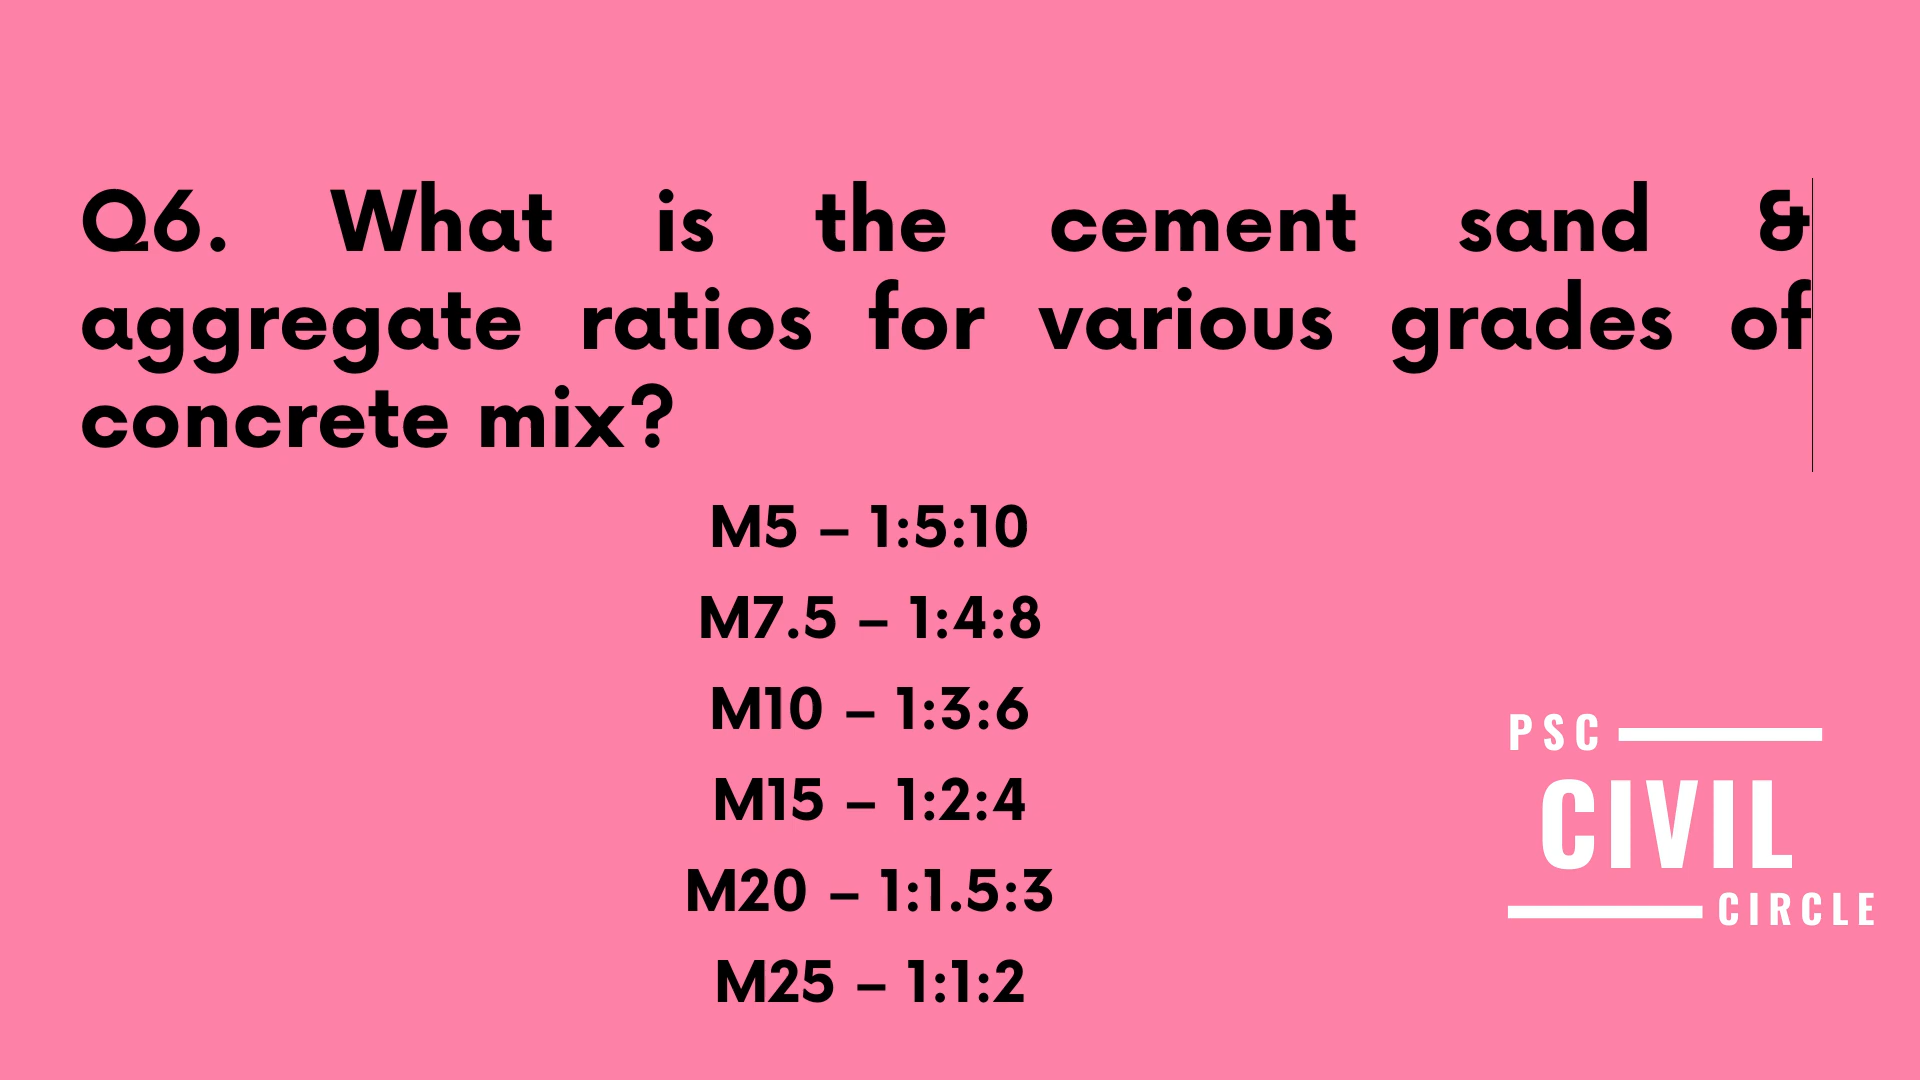 Q6. What is the cement sand &
aggregate ratios for various grades of
concrete mix?
M5 – 1:5:10
M7.5 – 1:4:8
M10 – 1:3:6
M15 – 1:2:4
M20 – 1:1.5:3
M25 – 1:1:2
PSC
CIVIL
CIRCLE